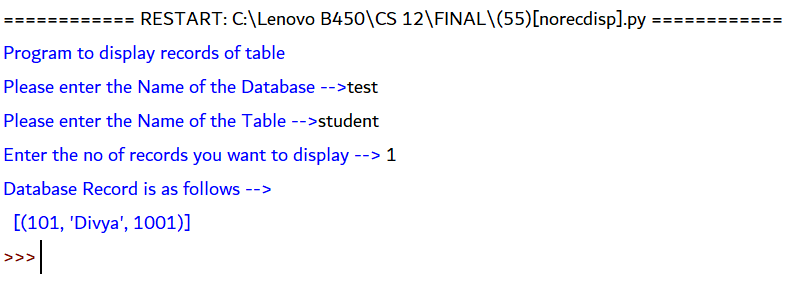 ============ RESTART: C:\Lenovo B450\CS 12\FINAL\(55)[norecdisp].py ============
Program to display records of table
Please enter the Name of the Database -->test
Please enter the Name of the Table -->student
Enter the no of records you want to display --> 1
Database Record is as follows -->
[(101, 'Divya', 1001)]
>>>